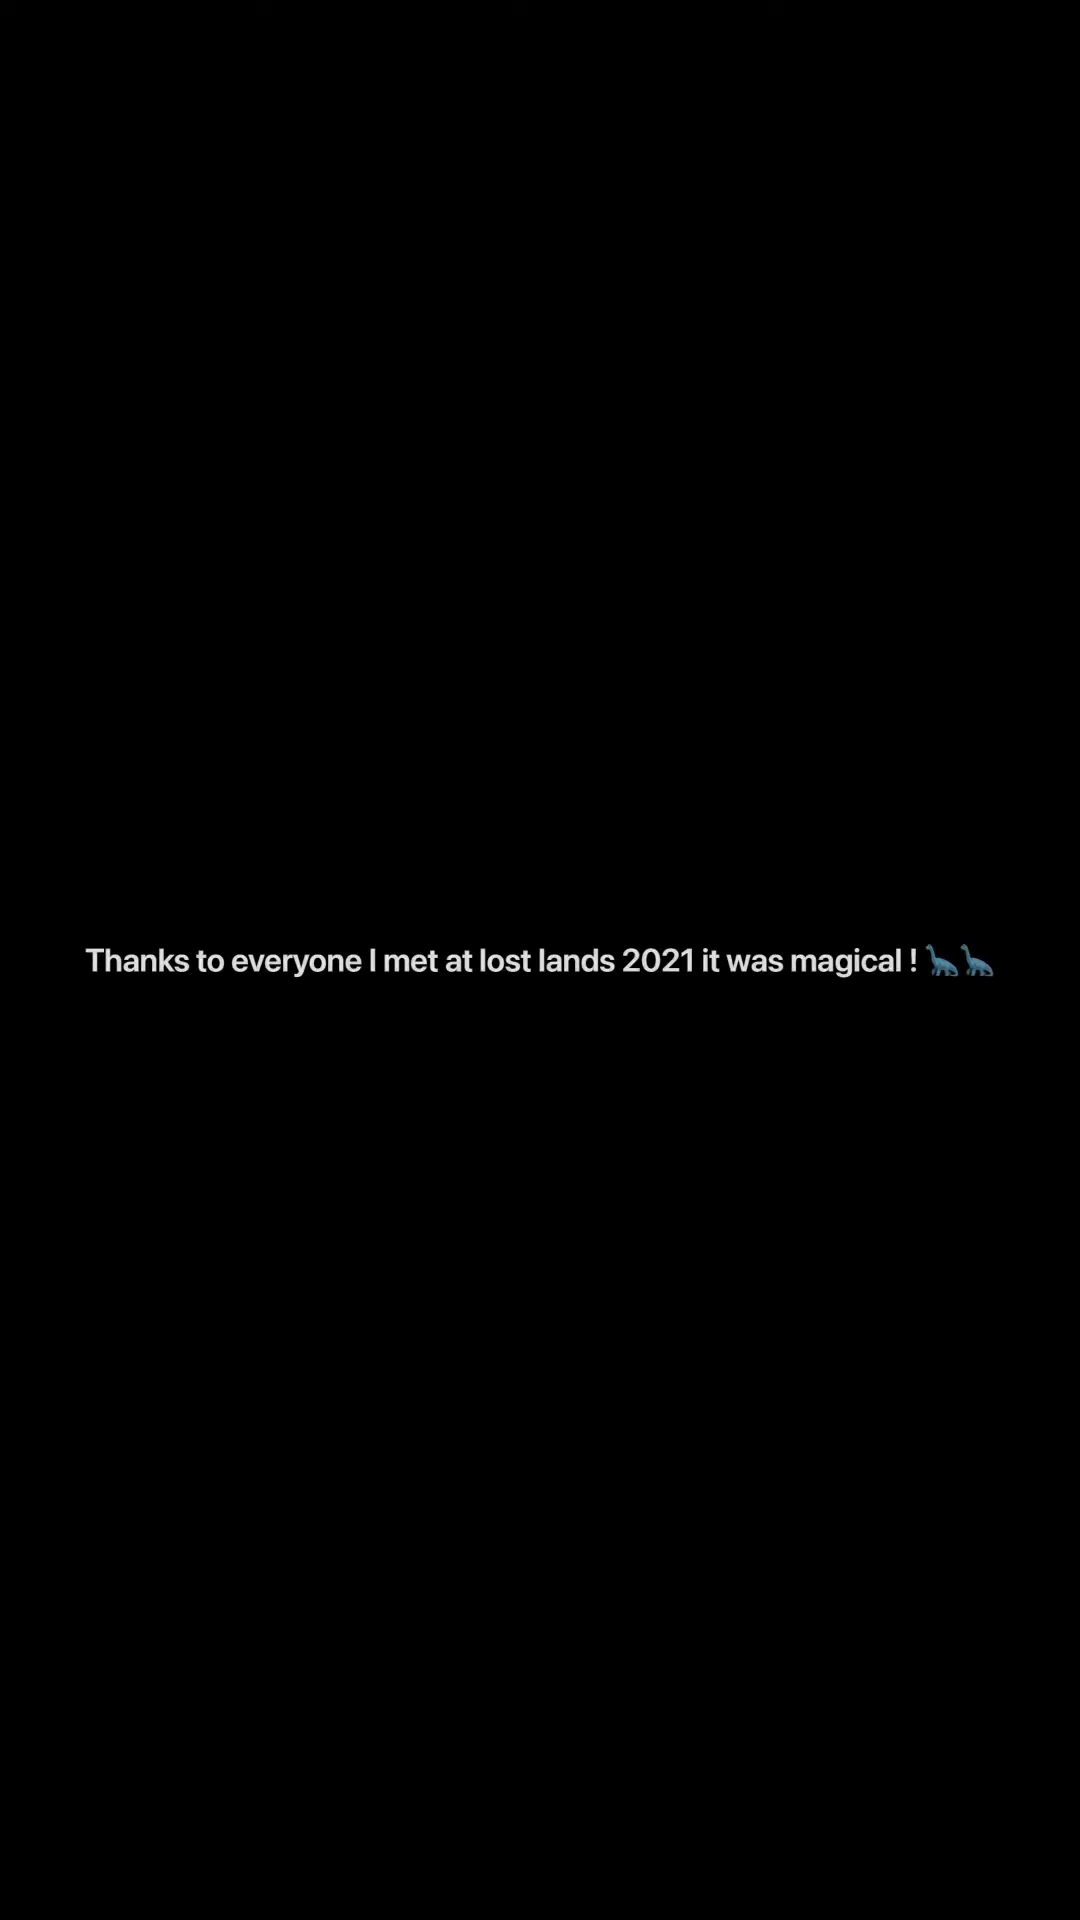 Thanks to everyone I met at lost lands 2021 it was magical ! 🦕🦕